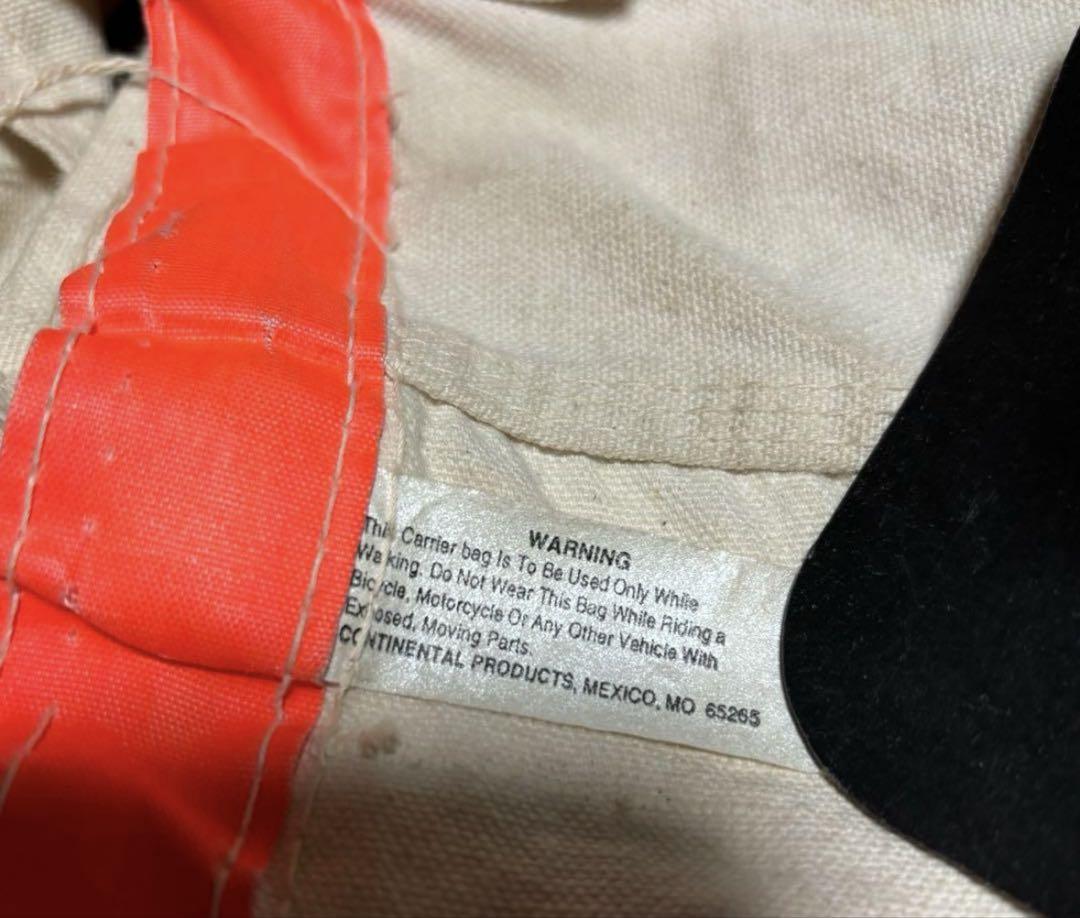 WARNING
This Carrier bag Is To Be Used Only While
Walking. Do Not Wear This Bag While Riding a
Bicycle, Motorcycle Or Any Other Vehicle With
Exposed, Moving Parts.
CONTINENTAL PRODUCTS, MEXICO, MO 65265